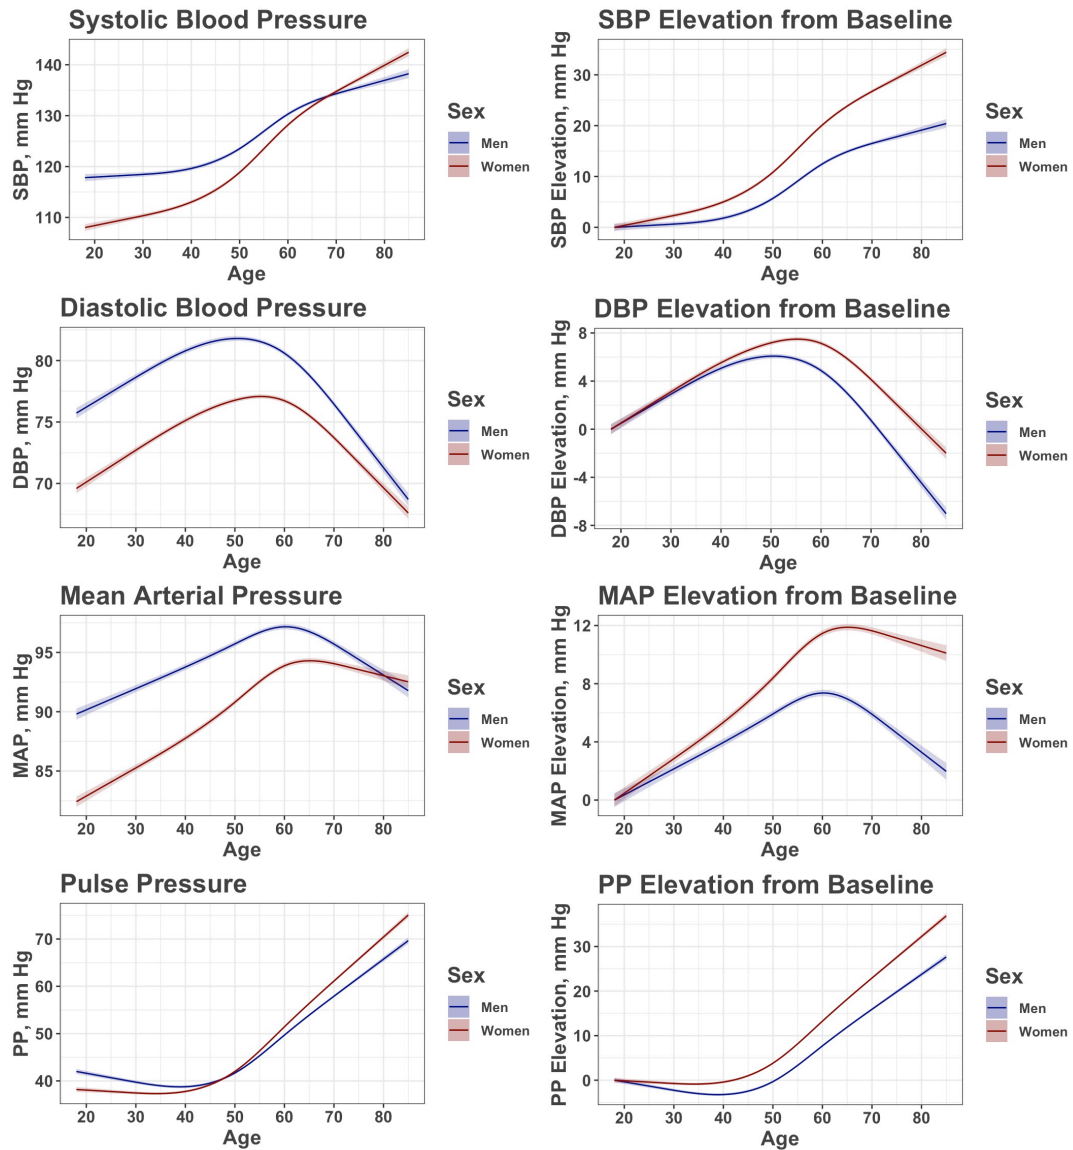 Systolic Blood Pressure
SBP, mm Hg
140
130
120
110
20 30 40 50 60 70 80
Age
Sex
Men
Women
SBP Elevation from Baseline
SBP Elevation, mm Hg
30
20
10
0
20 30 40 50 60 70 80
Age
Sex
Men
Women
Diastolic Blood Pressure
DBP, mm Hg
80
75
70
20 30 40 50 60 70 80
Age
Sex
Men
Women
DBP Elevation from Baseline
DBP Elevation, mm Hg
8
4
0
-4
-8
20 30 40 50 60 70 80
Age
Sex
Men
Women
Mean Arterial Pressure
MAP, mm Hg
95
90
85
20 30 40 50 60 70 80
Age
Sex
Men
Women
MAP Elevation from Baseline
MAP Elevation, mm Hg
12
8
4
0
20 30 40 50 60 70 80
Age
Sex
Men
Women
Pulse Pressure
PP, mm Hg
70
60
50
40
20 30 40 50 60 70 80
Age
Sex
Men
Women
PP Elevation from Baseline
PP Elevation, mm Hg
30
20
10
0
20 30 40 50 60 70 80
Age
Sex
Men
Women